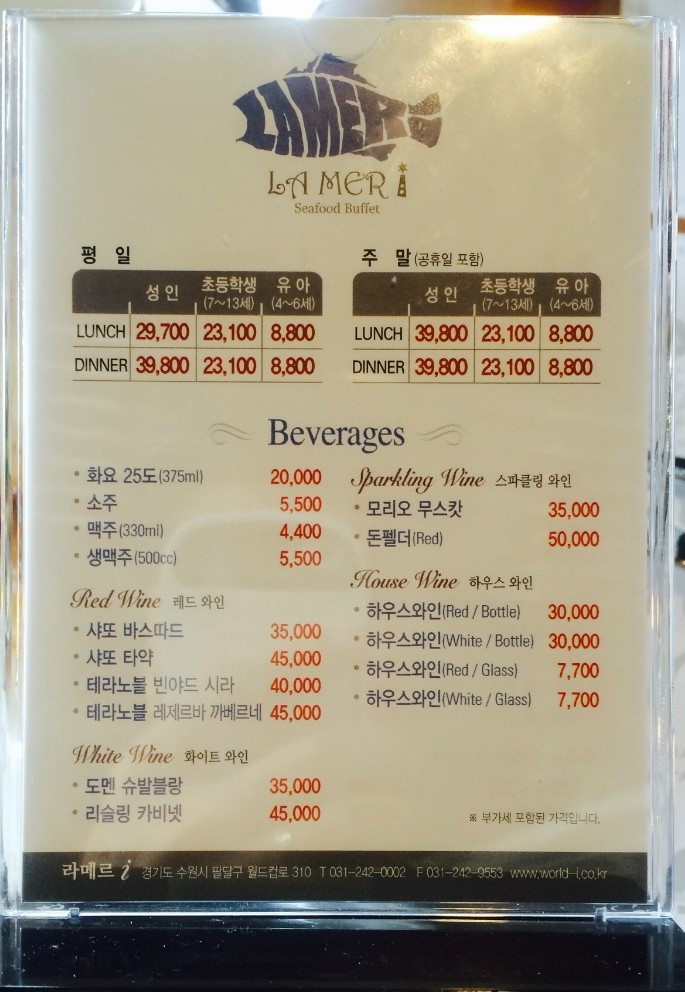 LAMER
LA MER i
Seafood Buffet
평 일
성 인 초등학생 (7~13세) 유 아 (4~6세)
LUNCH 29,700 23,100 8,800
DINNER 39,800 23,100 8,800
주 말 (공휴일 포함)
성 인 초등학생 (7~13세) 유 아 (4~6세)
LUNCH 39,800 23,100 8,800
DINNER 39,800 23,100 8,800
Beverages
• 화요 25도(375ml) 20,000
• 소주 5,500
• 맥주(330ml) 4,400
• 생맥주(500cc) 5,500
Red Wine 레드 와인
• 샤또 바스따드 35,000
• 샤또 타약 45,000
• 테라노블 빈야드 시라 40,000
• 테라노블 레제르바 까베르네 45,000
White Wine 화이트 와인
• 도멘 슈발블랑 35,000
• 리슬링 카비넷 45,000
Sparkling Wine 스파클링 와인
• 모리오 무스캇 35,000
• 돈펠더(Red) 50,000
House Wine 하우스 와인
• 하우스와인(Red / Bottle) 30,000
• 하우스와인(White / Bottle) 30,000
• 하우스와인(Red / Glass) 7,700
• 하우스와인(White / Glass) 7,700
※ 부가세 포함된 가격입니다.
라메르 i 경기도 수원시 팔달구 월드컵로 310 T 031-242-0002 F 031-242-9553 www.world-i.co.kr